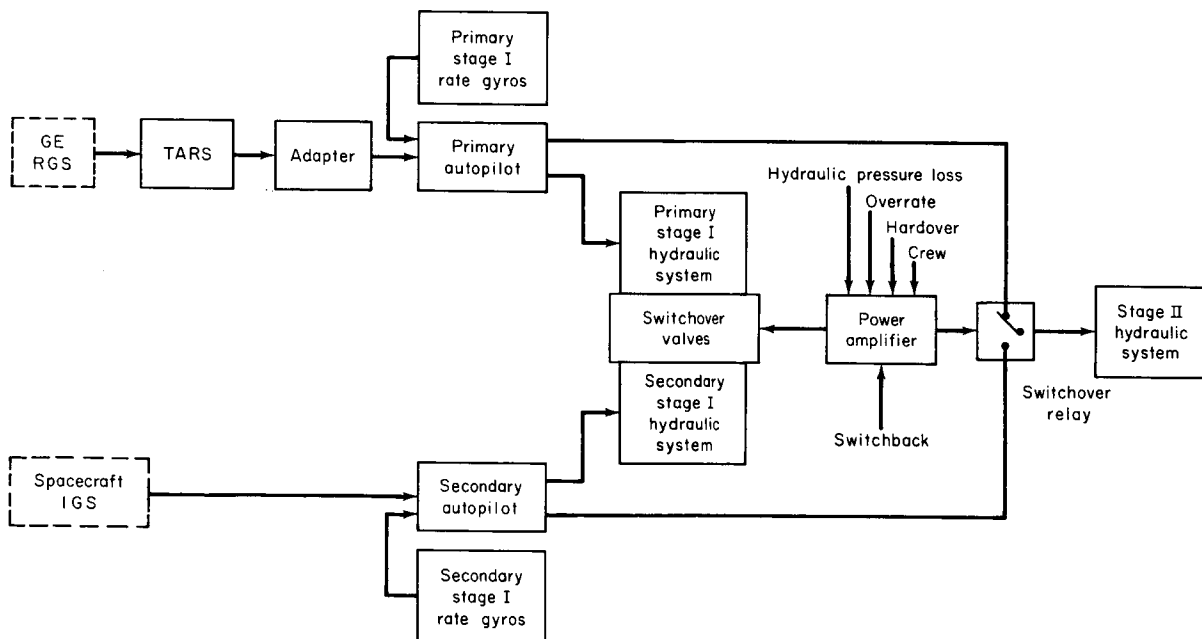 Primary
stage I
rate gyros
GE
RGS
TARS
Adapter
Primary
autopilot
Hydraulic pressure loss
Overrate
Hardover
Crew
Primary
stage I
hydraulic
system
Switchover
valves
Power
amplifier
Stage II
hydraulic
system
Secondary
stage I
hydraulic
system
Switchover
relay
Switchback
Spacecraft
IGS
Secondary
autopilot
Secondary
stage I
rate gyros